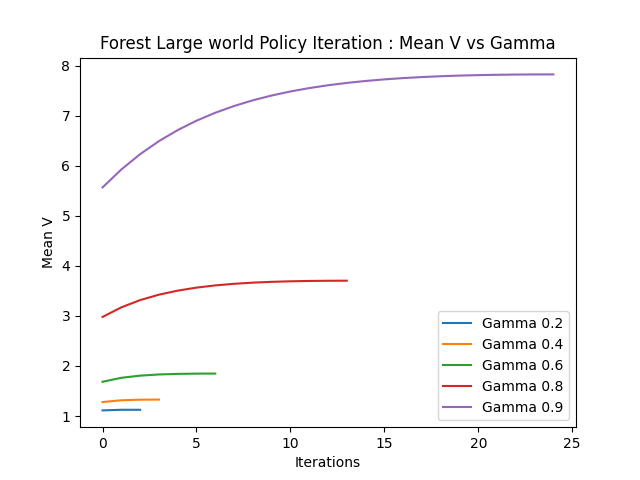 Forest Large world Policy Iteration : Mean V vs Gamma
8
7
6
5
4
3
2
1
Mean V
0
5
10
15
20
25
Iterations
Gamma 0.2
Gamma 0.4
Gamma 0.6
Gamma 0.8
Gamma 0.9